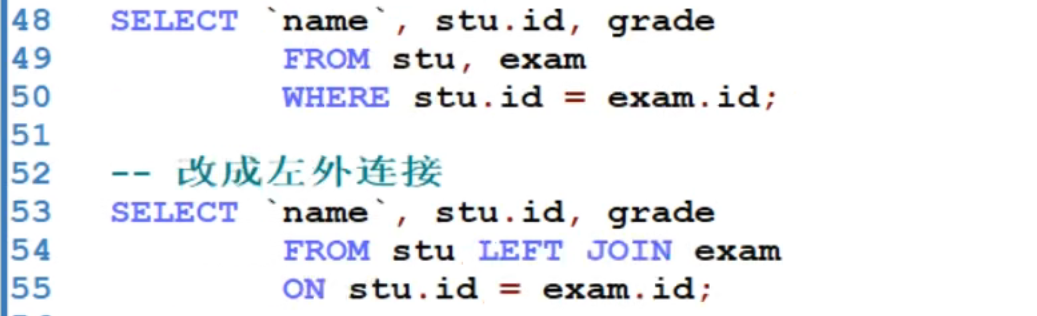 48 SELECT `name`, stu.id, grade
49 FROM stu, exam
50 WHERE stu.id = exam.id;
51
52 -- 改成左外连接
53 SELECT `name`, stu.id, grade
54 FROM stu LEFT JOIN exam
55 ON stu.id = exam.id;